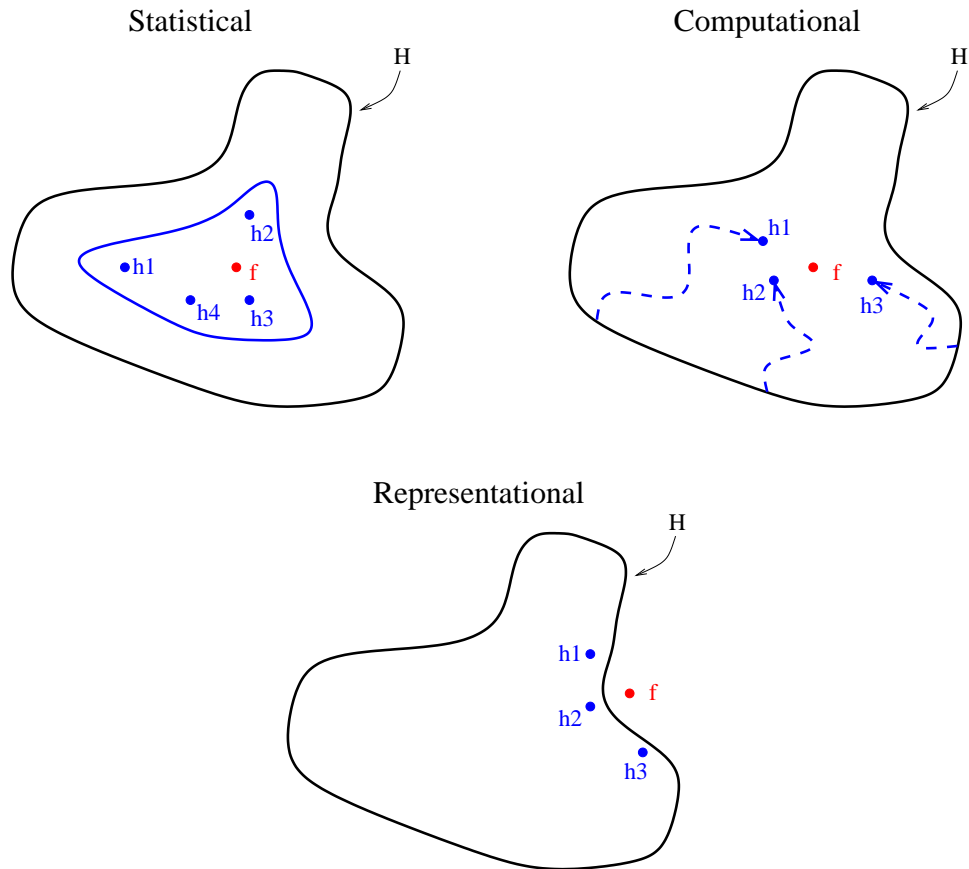 Statistical
H
h2
h1
f
h4
h3
Computational
H
h1
f
h2
h3
Representational
H
h1
f
h2
h3